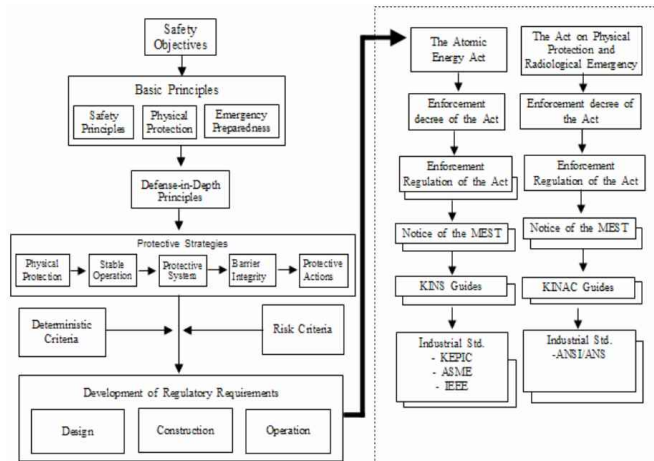 Safety
Objectives
Basic Principles
Safety
Principles
Physical
Protection
Emergency
Preparedness
Defense-in-Depth
Principles
Protective Strategies
Physical
Protection
Stable
Operation
Protective
System
Barrier
Integrity
Protective
Actions
Deterministic
Criteria
Risk Criteria
Development of Regulatory Requirements
Design
Construction
Operation
The Atomic
Energy Act
Enforcement
decree of the Act
Enforcement
Regulation of the Act
Notice of the MEST
KINS Guides
Industrial Std.
- KEPIC
- ASME
- IEEE
The Act on Physical
Protection and
Radiological Emergency
Enforcement decree of
the Act
Enforcement
Regulation of the Act
Notice of the MEST
KINAC Guides
Industrial Std.
-ANSI/ANS